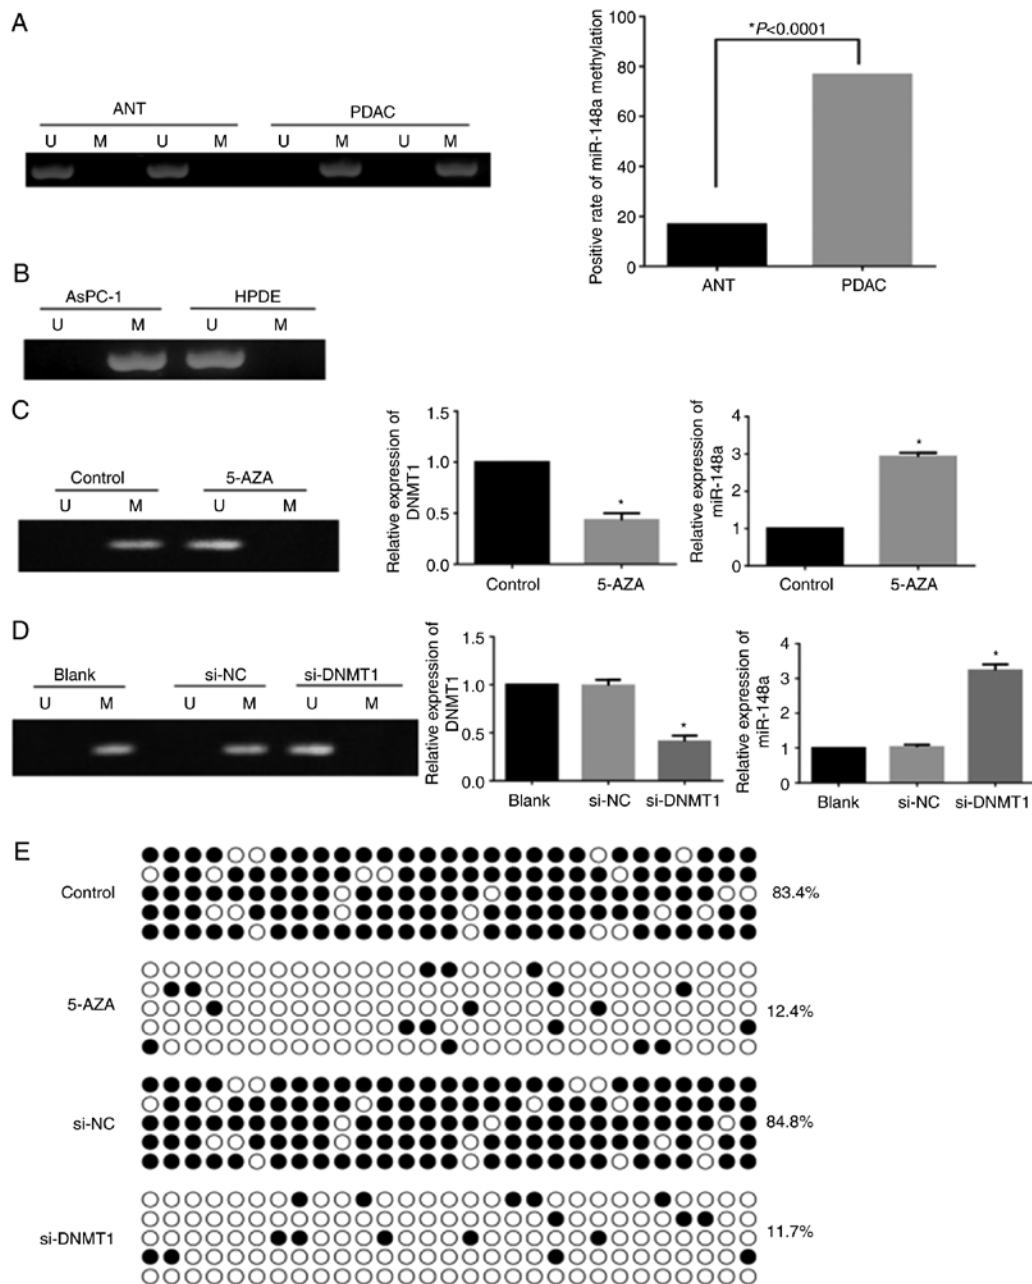 A
ANT PDAC
U M U M U M U M
Positive rate of miR-148a methylation
100
80
60
40
20
0
*P<0.0001
ANT PDAC
B
AsPC-1 HPDE
U M U M
C
Control 5-AZA
U M U M
Relative expression of
DNMT1
1.5
1.0
0.5
0.0
*
Control 5-AZA
Relative expression of
miR-148a
4
3
2
1
0
*
Control 5-AZA
D
Blank si-NC si-DNMT1
U M U M U M
Relative expression of
DNMT1
1.5
1.0
0.5
0.0
*
Blank si-NC si-DNMT1
Relative expression of
miR-148a
4
3
2
1
0
*
Blank si-NC si-DNMT1
E
Control 83.4%
5-AZA 12.4%
si-NC 84.8%
si-DNMT1 11.7%